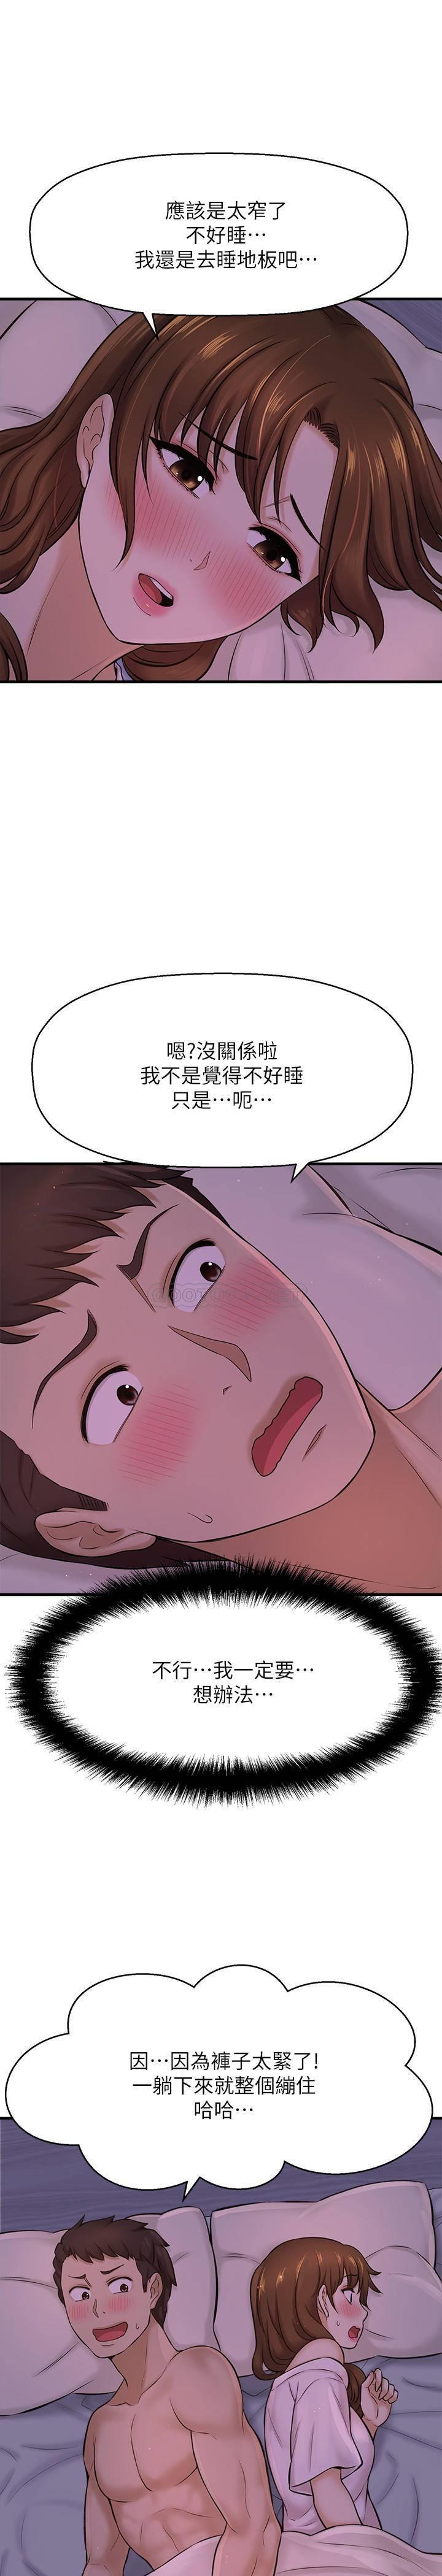 應該是太窄了
不好睡⋯
我還是去睡地板吧⋯
嗯?沒關係啦
我不是覺得不好睡
只是⋯呃⋯
不行⋯我一定要⋯
想辦法⋯
因⋯因為褲子太緊了!
一躺下來就整個繃住
哈哈⋯